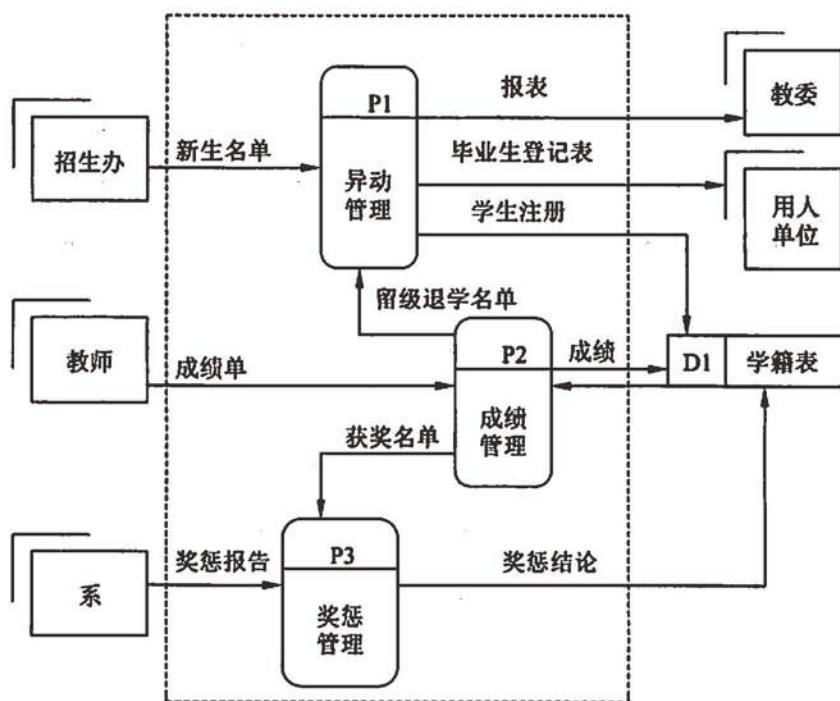 报表
教委
P1
招生办
新生名单
毕业生登记表
异动
管理
学生注册
用人
单位
留级退学名单
教师
成绩单
P2
成绩
D1
学籍表
成绩
管理
获奖名单
系
奖惩报告
P3
奖惩结论
奖惩
管理